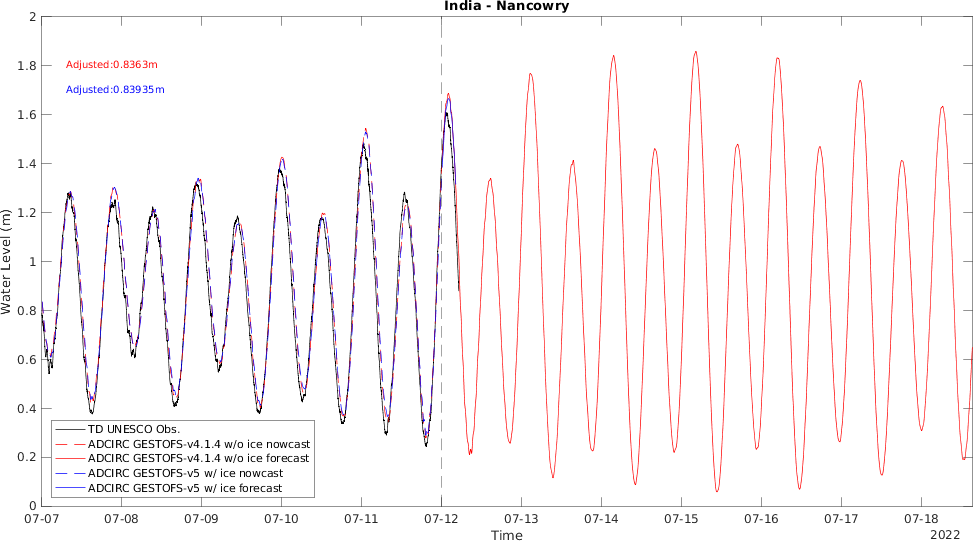 India - Nancowry
2
1.8
1.6
1.4
1.2
1
0.8
0.6
0.4
0.2
0
Water Level (m)
Adjusted:0.8363m
Adjusted:0.83935m
TD UNESCO Obs.
ADCIRC GESTOFS-v4.1.4 w/o ice nowcast
ADCIRC GESTOFS-v4.1.4 w/o ice forecast
ADCIRC GESTOFS-v5 w/ ice nowcast
ADCIRC GESTOFS-v5 w/ ice forecast
07-07 07-08 07-09 07-10 07-11 07-12 07-13 07-14 07-15 07-16 07-17 07-18
Time
2022